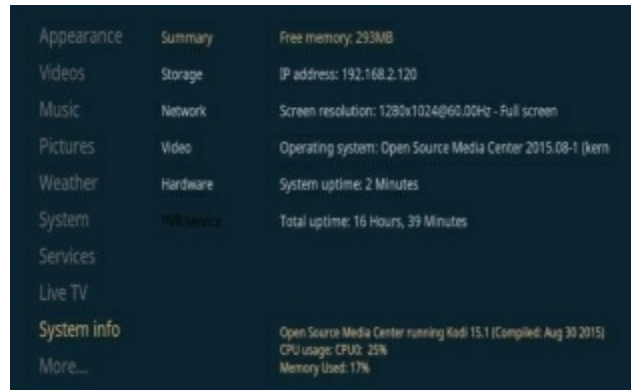 Appearance
Videos
Music
Pictures
Weather
System
Services
Live TV
System info
More...
Summary
Storage
Network
Video
Hardware
PVR service
Free memory: 293MB
IP address: 192.168.2.120
Screen resolution: 1280x1024@60.00Hz - Full screen
Operating system: Open Source Media Center 2015.08-1 (kern
System uptime: 2 Minutes
Total uptime: 16 Hours, 39 Minutes
Open Source Media Center running Kodi 15.1 (Compiled: Aug 30 2015)
CPU usage: CPU0: 25%
Memory Used: 17%